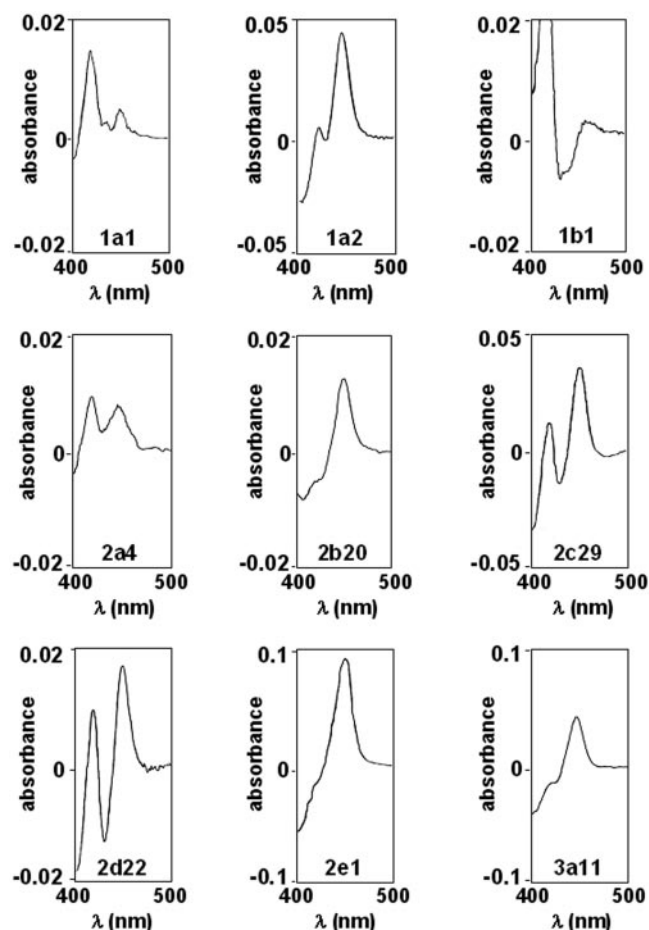 0.02
0
-0.02
absorbance
1a1
400 500
λ (nm)
0.05
0
-0.05
absorbance
1a2
400 500
λ (nm)
0.02
0
-0.02
absorbance
1b1
400 500
λ (nm)
0.02
0
-0.02
absorbance
2a4
400 500
λ (nm)
0.02
0
-0.02
absorbance
2b20
400 500
λ (nm)
0.05
0
-0.05
absorbance
2c29
400 500
λ (nm)
0.02
0
-0.02
absorbance
2d22
400 500
λ (nm)
0.1
0
-0.1
absorbance
2e1
400 500
λ (nm)
0.1
0
-0.1
absorbance
3a11
400 500
λ (nm)